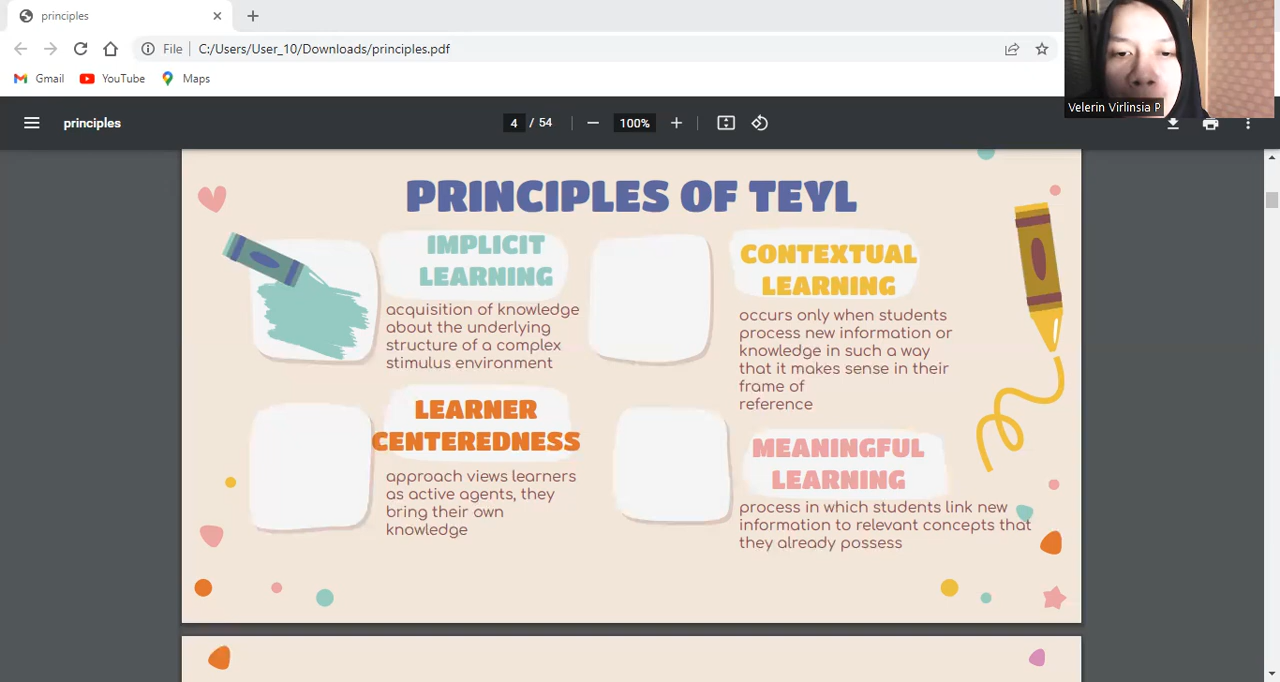 principles
File
C:/Users/User_10/Downloads/principles.pdf
Gmail
YouTube
Maps
Velerin Virlinsia P
principles
4 / 54
100%
PRINCIPLES OF TEYL
IMPLICIT
LEARNING
acquisition of knowledge
about the underlying
structure of a complex
stimulus environment
CONTEXTUAL
LEARNING
occurs only when students
process new information or
knowledge in such a way
that it makes sense in their
frame of
reference
LEARNER
CENTEREDNESS
approach views learners
as active agents, they
bring their own
knowledge
MEANINGFUL
LEARNING
process in which students link new
information to relevant concepts that
they already possess